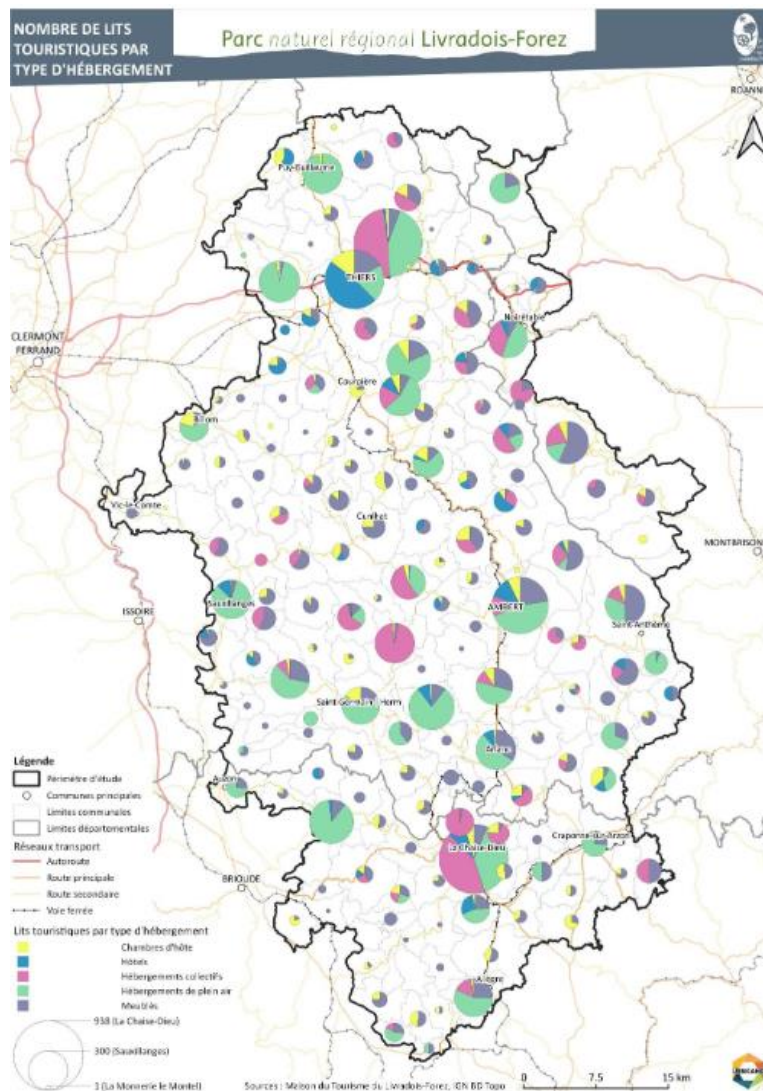 NOMBRE DE LITS
TOURISTIQUES PAR
TYPE D'HÉBERGEMENT
Parc naturel régional Livradois-Forez
ROANNE
Puy-Guillaume
THIERS
CLERMONT
FERRAND
Noirétable
Courpière
Billom
Vic-le-Comte
Cunlhat
MONTBRISON
ISSOIRE
Sauxillanges
AMBERT
Saint-Anthème
Saint-Germain-l'Herm
Arlanc
Auzon
La Chaise-Dieu
Craponne-sur-Arzon
BRIOUDE
Allègre
Légende
Périmètre d'étude
Communes principales
Limites communales
Limites départementales
Réseaux transport
Autoroute
Route principale
Route secondaire
Voie ferrée
Lits touristiques par type d'hébergement
Chambres d'hôte
Hôtels
Hébergements collectifs
Hébergements de plein air
Meublés
938 (La Chaise-Dieu)
300 (Sauxillanges)
1 (La Monnerie le Montel)
Sources : Maison du Tourisme du Livradois-Forez, IGN BD Topo
0 7.5 15 km